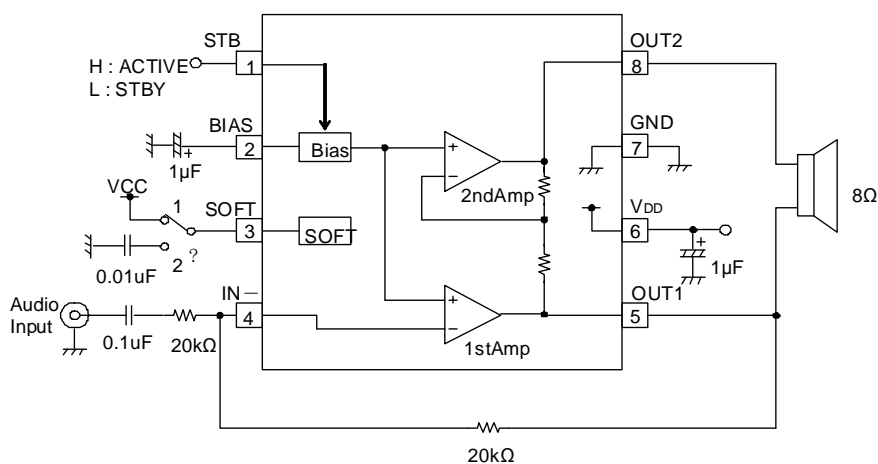 STB
H : ACTIVE
L : STBY
1
BIAS
1μF
+
2
Bias
VCC
1
SOFT
3
SOFT
0.01uF
2 ?
Audio
Input
IN−
4
0.1uF
20kΩ
+
−
2ndAmp
+
−
1stAmp
OUT2
8
GND
7
VDD
6
+
1μF
OUT1
5
8Ω
20kΩ